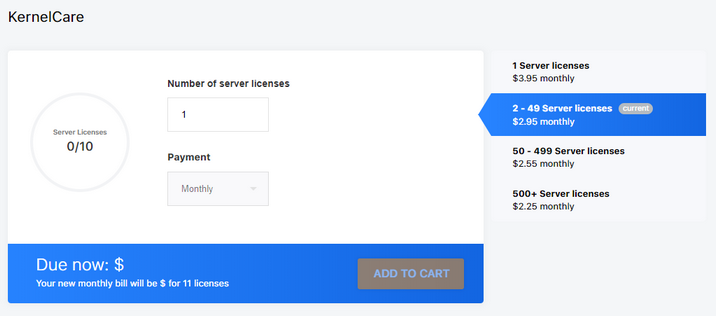 KernelCare
Server Licenses
0/10
Number of server licenses
1
Payment
Monthly
Due now: $
Your new monthly bill will be $ for 11 licenses
ADD TO CART
1 Server licenses
$3.95 monthly
2 - 49 Server licenses current
$2.95 monthly
50 - 499 Server licenses
$2.55 monthly
500+ Server licenses
$2.25 monthly